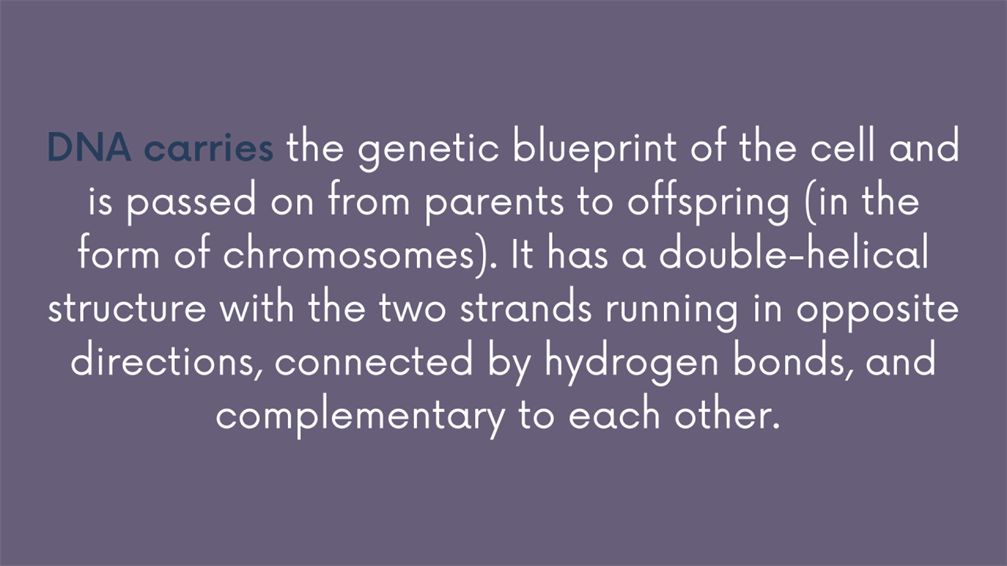 DNA carries the genetic blueprint of the cell and
is passed on from parents to offspring (in the
form of chromosomes). It has a double-helical
structure with the two strands running in opposite
directions, connected by hydrogen bonds, and
complementary to each other.